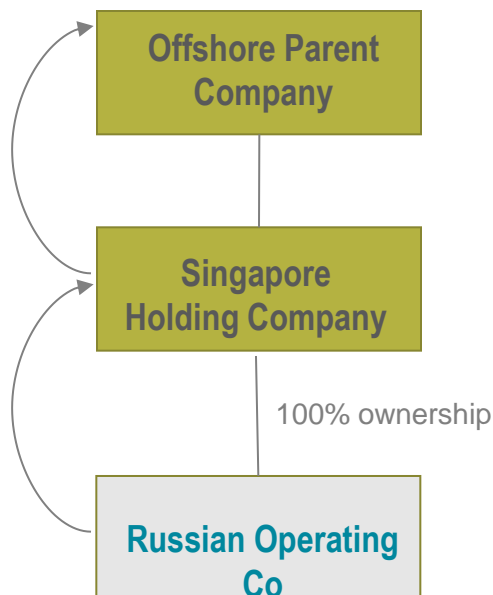 Offshore Parent
Company
Singapore
Holding Company
100% ownership
Russian Operating
Co